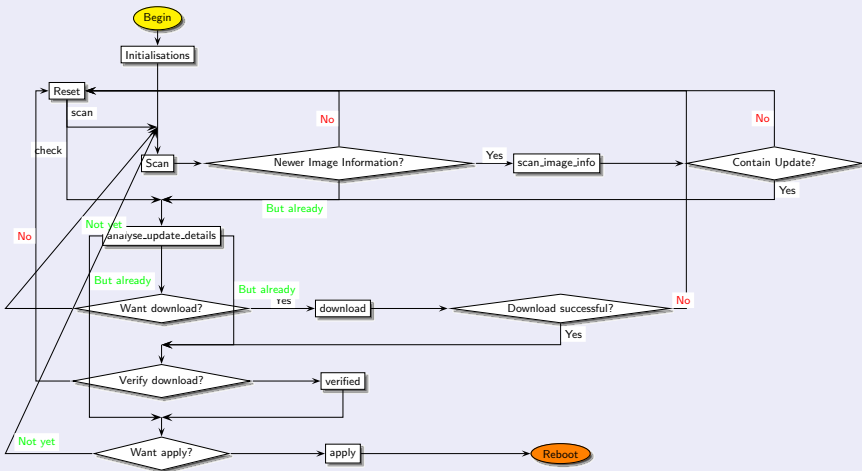 Begin
Initialisations
Reset
scan
No
No
check
Scan
Newer Image Information?
Yes
scan_image_info
Contain Update?
Yes
But already
Not yet
No
analyse_update_details
But already
But already
Yes
Want download?
download
Download successful?
No
Yes
Verify download?
verified
Not yet
Want apply?
apply
Reboot